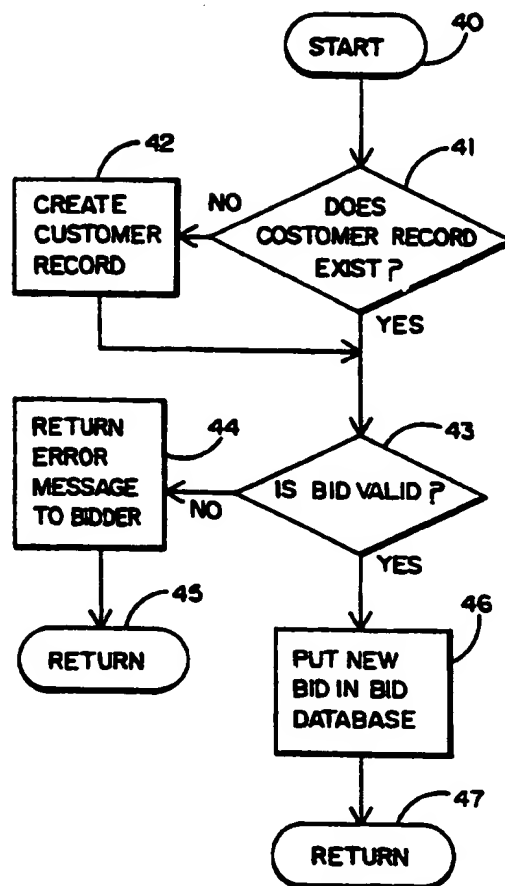 START
40
42
41
CREATE
CUSTOMER
RECORD
NO
DOES
COSTOMER RECORD
EXIST?
YES
RETURN
ERROR
MESSAGE
TO BIDDER
44
43
IS BID VALID?
NO
YES
45
RETURN
46
PUT NEW
BID IN BID
DATABASE
47
RETURN